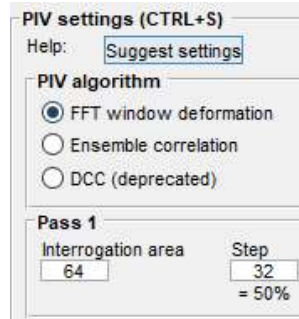 PIV settings (CTRL+S)
Help: Suggest settings
PIV algorithm
FFT window deformation
Ensemble correlation
DCC (deprecated)
Pass 1
Interrogation area Step
64 32
= 50%